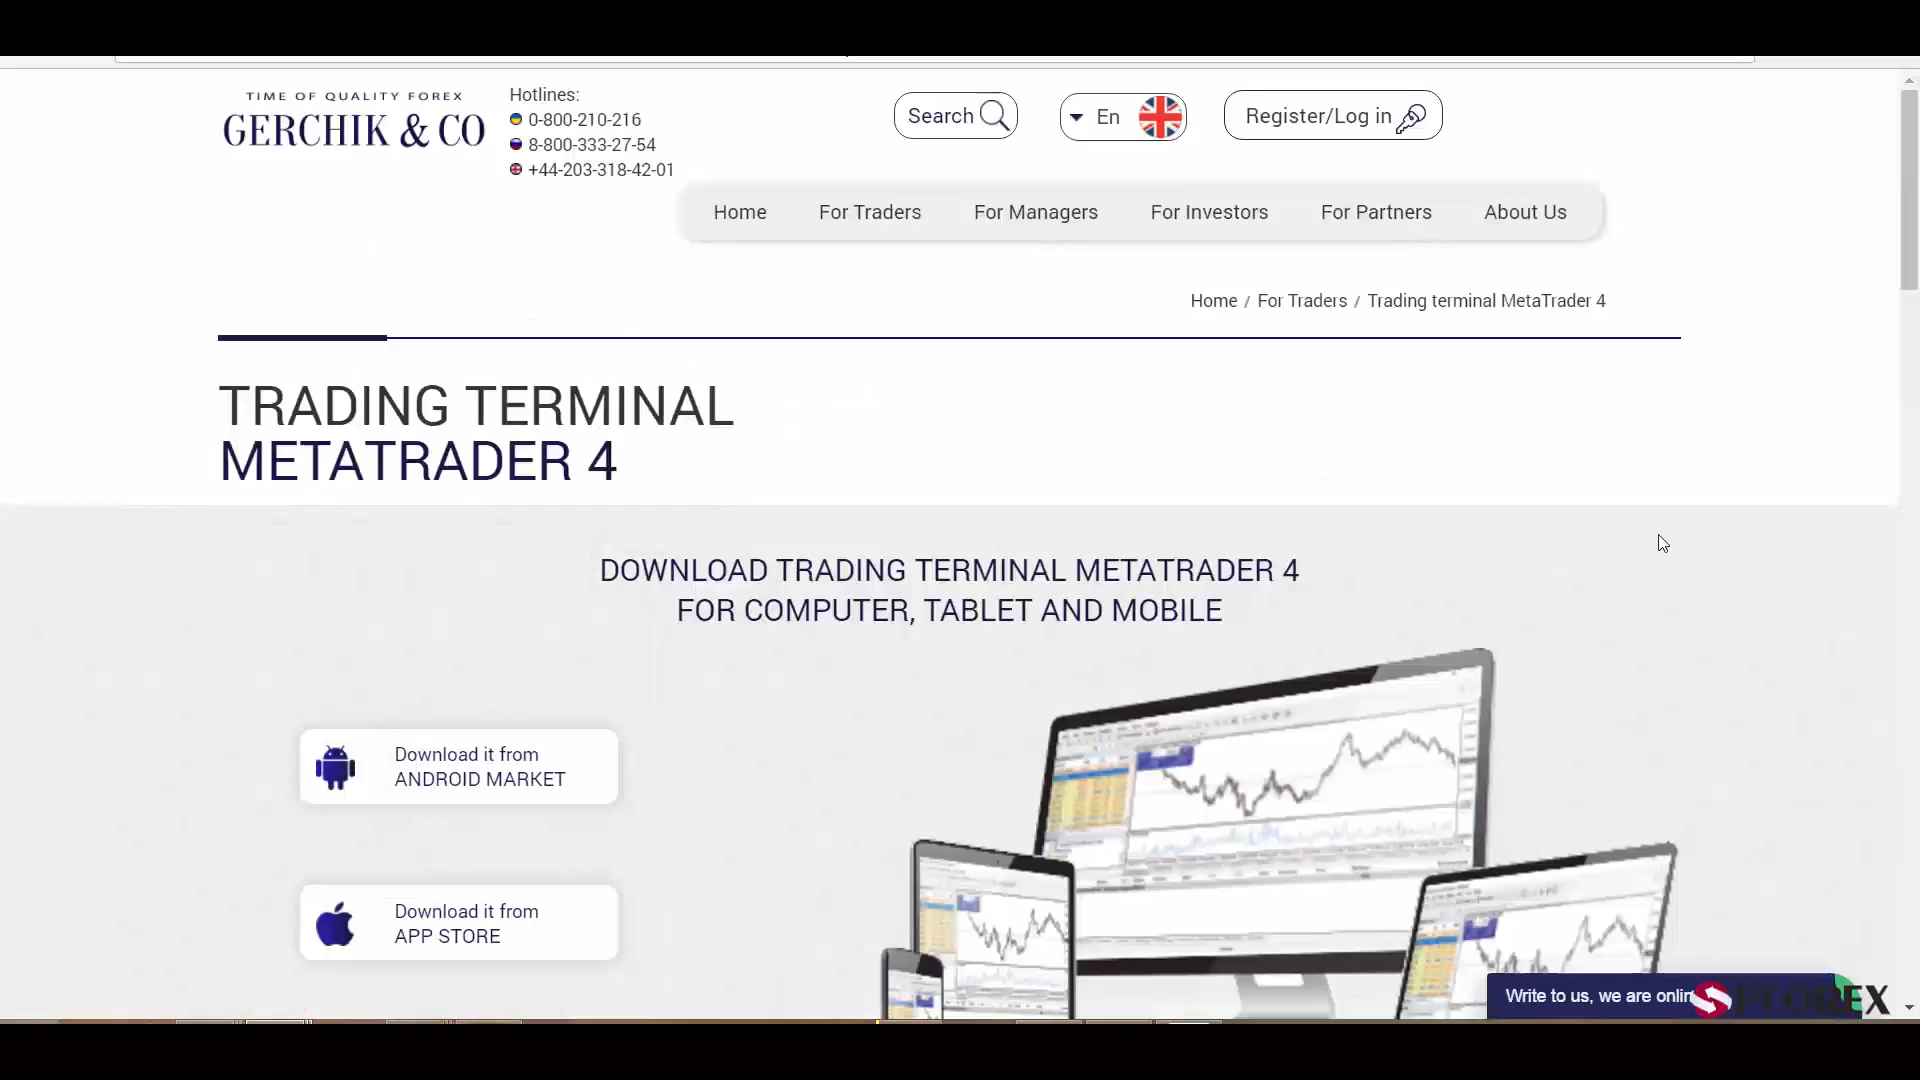 TIME OF QUALITY FOREX
GERCHIK & CO
Hotlines:
0-800-210-216
8-800-333-27-54
+44-203-318-42-01
Search
En
Register/Log in
Home
For Traders
For Managers
For Investors
For Partners
About Us
Home / For Traders / Trading terminal MetaTrader 4
TRADING TERMINAL
METATRADER 4
DOWNLOAD TRADING TERMINAL METATRADER 4
FOR COMPUTER, TABLET AND MOBILE
Download it from
ANDROID MARKET
Download it from
APP STORE
Write to us, we are onlin